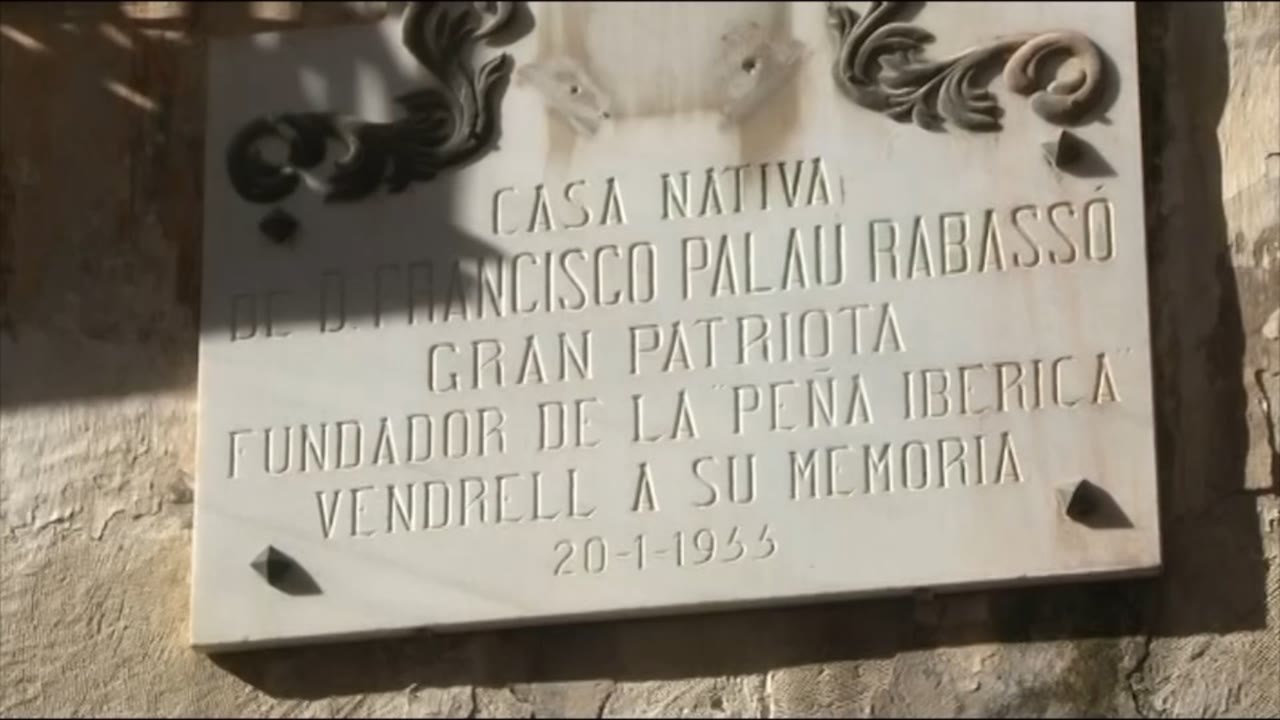 CASA NATIVA
DE D. FRANCISCO PALAU RABASSÓ
GRAN PATRIOTA
FUNDADOR DE LA "PEÑA IBERICA"
VENDRELL A SU MEMORIA
20-1-1933